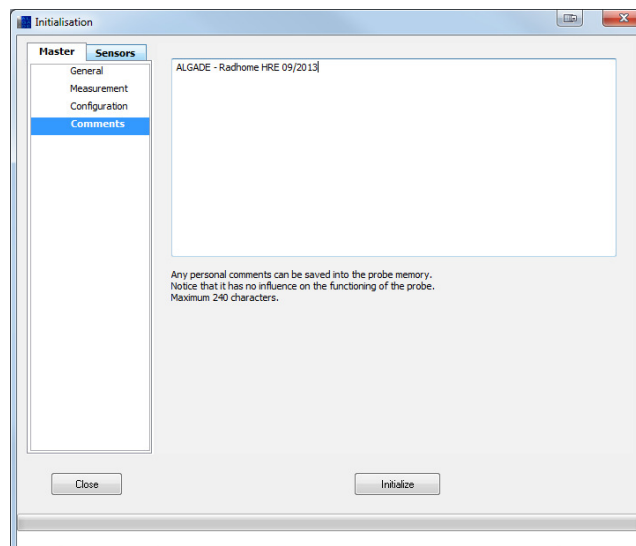 Initialisation
Master Sensors
General
Measurement
Configuration
Comments
ALGADE - Radhome HRE 09/2013
Any personal comments can be saved into the probe memory.
Notice that it has no influence on the functioning of the probe.
Maximum 240 characters.
Close Initialize